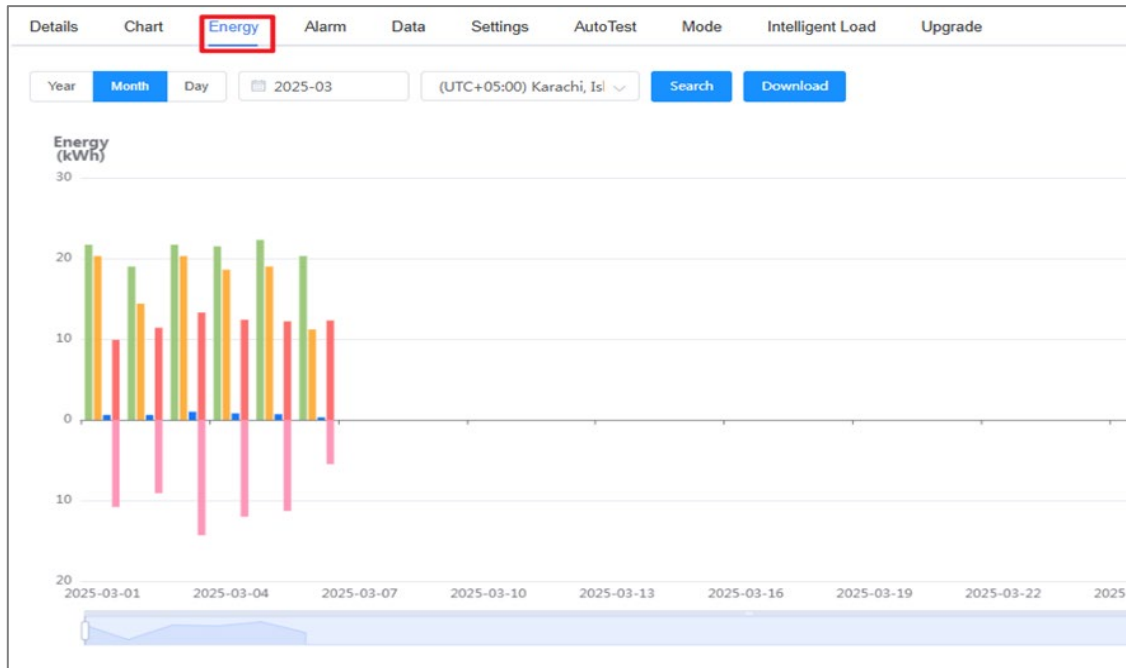 Details Chart Energy Alarm Data Settings AutoTest Mode Intelligent Load Upgrade
Year Month Day 2025-03 (UTC+05:00) Karachi, Isl Search Download
Energy
(kWh)
30
20
10
0
10
20
2025-03-01 2025-03-04 2025-03-07 2025-03-10 2025-03-13 2025-03-16 2025-03-19 2025-03-22 2025